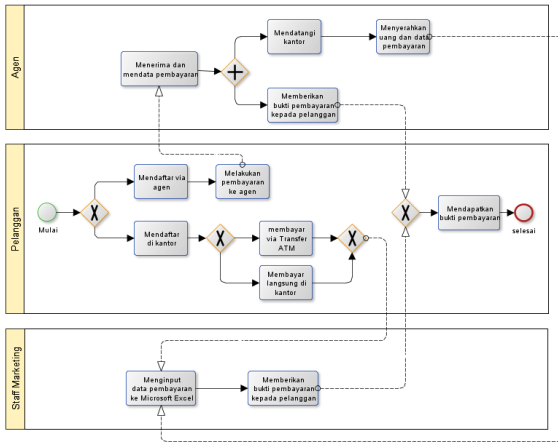 Agen
Menerima dan
mendata pembayaran
Mendatangi
kantor
Menyerahkan
uang dan data
pembayaran
Memberikan
bukti pembayaran
kepada pelanggan
Pelanggan
Mulai
Mendaftar via
agen
Melakukan
pembayaran
ke agen
Mendaftar
di kantor
membayar
via Transfer
ATM
Membayar
langsung di
kantor
Mendapatkan
bukti pembayaran
selesai
Staff Marketing
Menginput
data pembayaran
ke Microsoft Excel
Memberikan
bukti pembayaran
kepada pelanggan